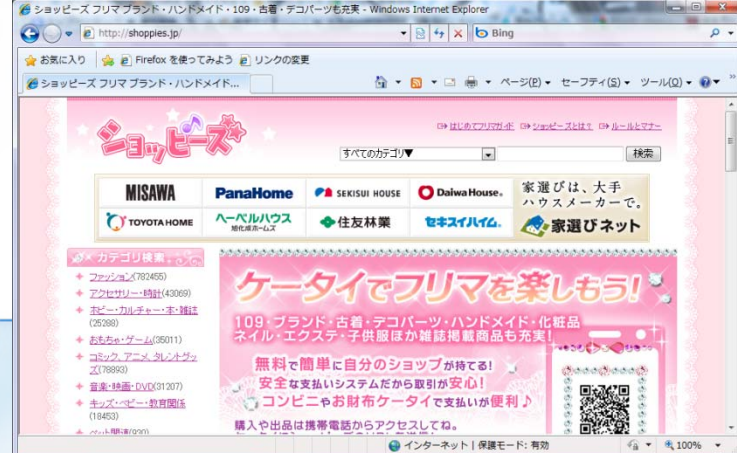 ショッピーズ フリマ ブランド・ハンドメイド・109・古着・デコパーツも充実 - Windows Internet Explorer
http://shoppies.jp/
Bing
お気に入り Firefox を使ってみよう リンクの変更
ショッピーズ フリマ ブランド・ハンドメイド... ページ(P) セーフティ(S) ツール(O)
ショッピーズ
はじめてフリマガイド ショッピーズとは? ルールとマナー
すべてのカテゴリ▼ 検索
MISAWA PanaHome SEKISUI HOUSE Daiwa House® 家選びは、大手
ハウスメーカーで。
TOYOTA HOME ヘーベルハウス 住友林業 セキスイハイム® 家選びネット
旭化成ホームズ
カテゴリ検索
ファッション(782455)
アクセサリー・時計(43069)
ホビー・カルチャー・本・雑誌
(25288)
おもちゃ・ゲーム(35011)
コミック、アニメ、タレントグッ
ズ(78893)
音楽・映画・DVD(31207)
キッズ・ベビー・教育関係
(18453)
ケータイでフリマを楽しもう!
109・ブランド・古着・デコパーツ・ハンドメイド・化粧品
ネイル・エクステ・子供服ほか雑誌掲載商品も充実!
無料で簡単に自分のショップが持てる!
安全な支払いシステムだから取引が安心!
コンビニやお財布ケータイで支払いが便利♪
購入や出品は携帯電話からアクセスしてね。
インターネット | 保護モード: 有効 100%